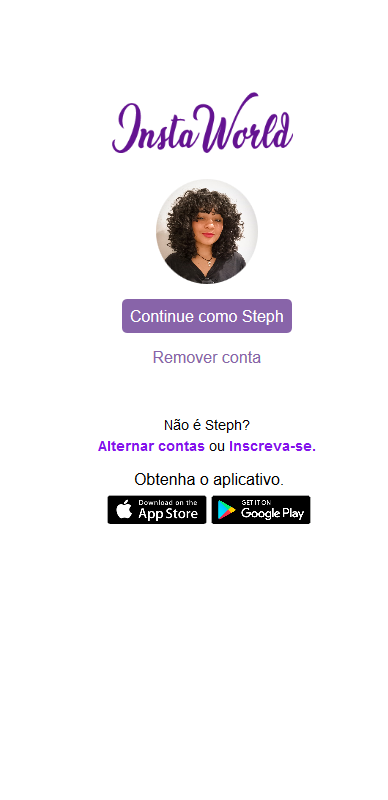 InstaWorld
Continue como Steph
Remover conta
Não é Steph?
Alternar contas ou Inscreva-se.
Obtenha o aplicativo.
Download on the
App Store
GET IT ON
Google Play